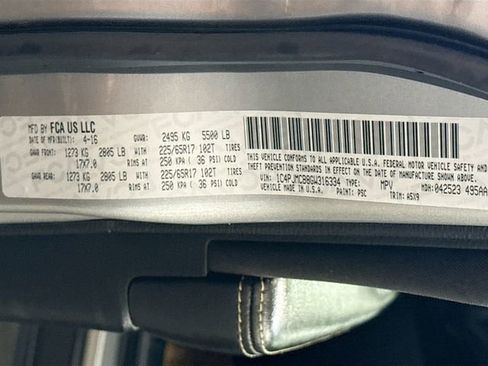 MFD BY FCA US LLC
DATE OF MFR(BUILT): 4-16 GVWR: 2495 KG 5500 LB
GAWR FRONT: 1273 KG 2805 LB WITH 225/65R17 102T TIRES
17X7.0 RIMS AT 250 KPA ( 36 PSI) COLD
GAWR REAR: 1273 KG 2805 LB WITH 225/65R17 102T TIRES
17X7.0 RIMS AT 250 KPA ( 36 PSI) COLD
THIS VEHICLE CONFORMS TO ALL APPLICABLE U.S.A. FEDERAL MOTOR VEHICLE SAFETY AND
THEFT PREVENTION STANDARDS IN EFFECT ON THE DATE OF MANUFACTURE SHOWN ABOVE.
VIN: TYPE: MPV MDH: 042523 495AA
MADE IN U.S.A. PAINT: PSC TRIM: A5X9